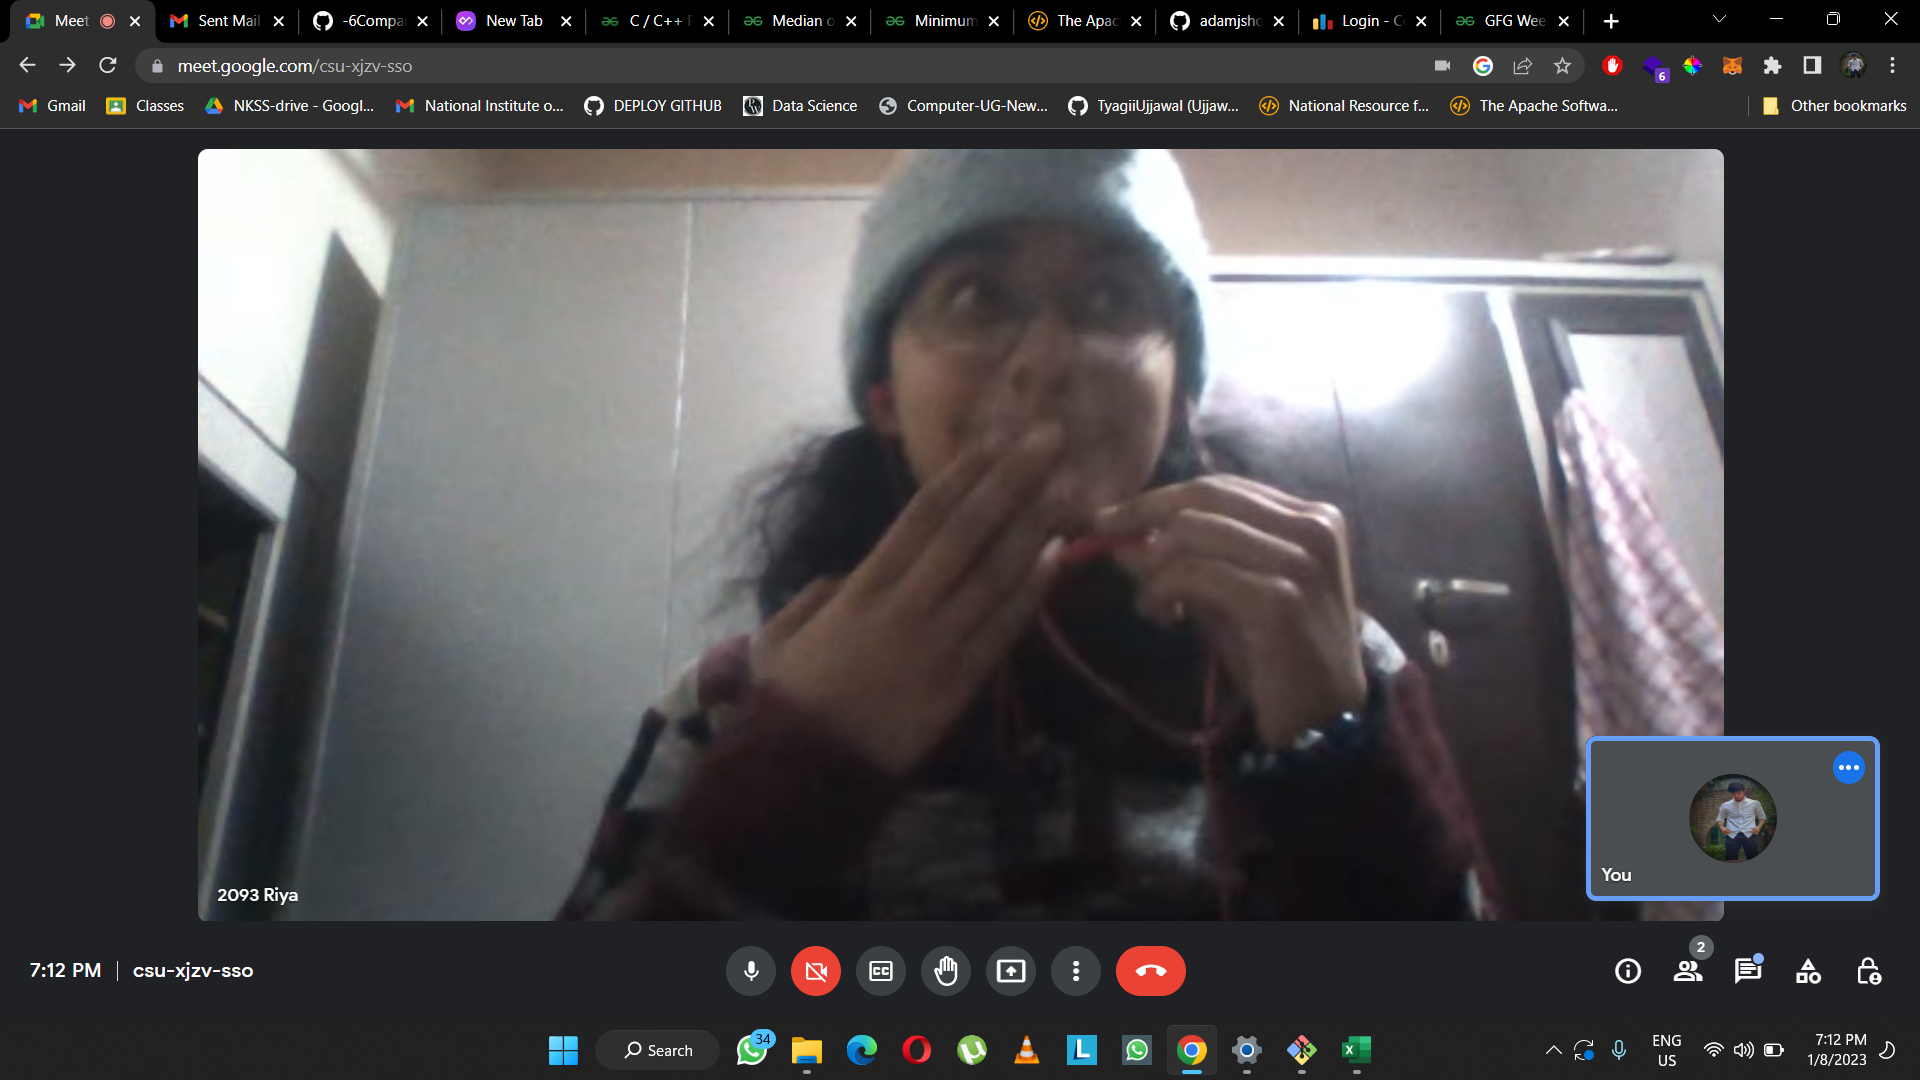 Meet
Sent Mail
-6Compa
New Tab
C / C++ F
Median o
Minimum
The Apac
adamjsho
Login - C
GFG Wee
meet.google.com/csu-xjzv-sso
6
Gmail
Classes
NKSS-drive - Googl...
National Institute o...
DEPLOY GITHUB
Data Science
Computer-UG-New...
TyagiiUjjawal (Ujjaw...
National Resource f...
The Apache Softwa...
Other bookmarks
2093 Riya
You
7:12 PM
csu-xjzv-sso
CC
2
Search
34
L
ENG
US
7:12 PM
1/8/2023